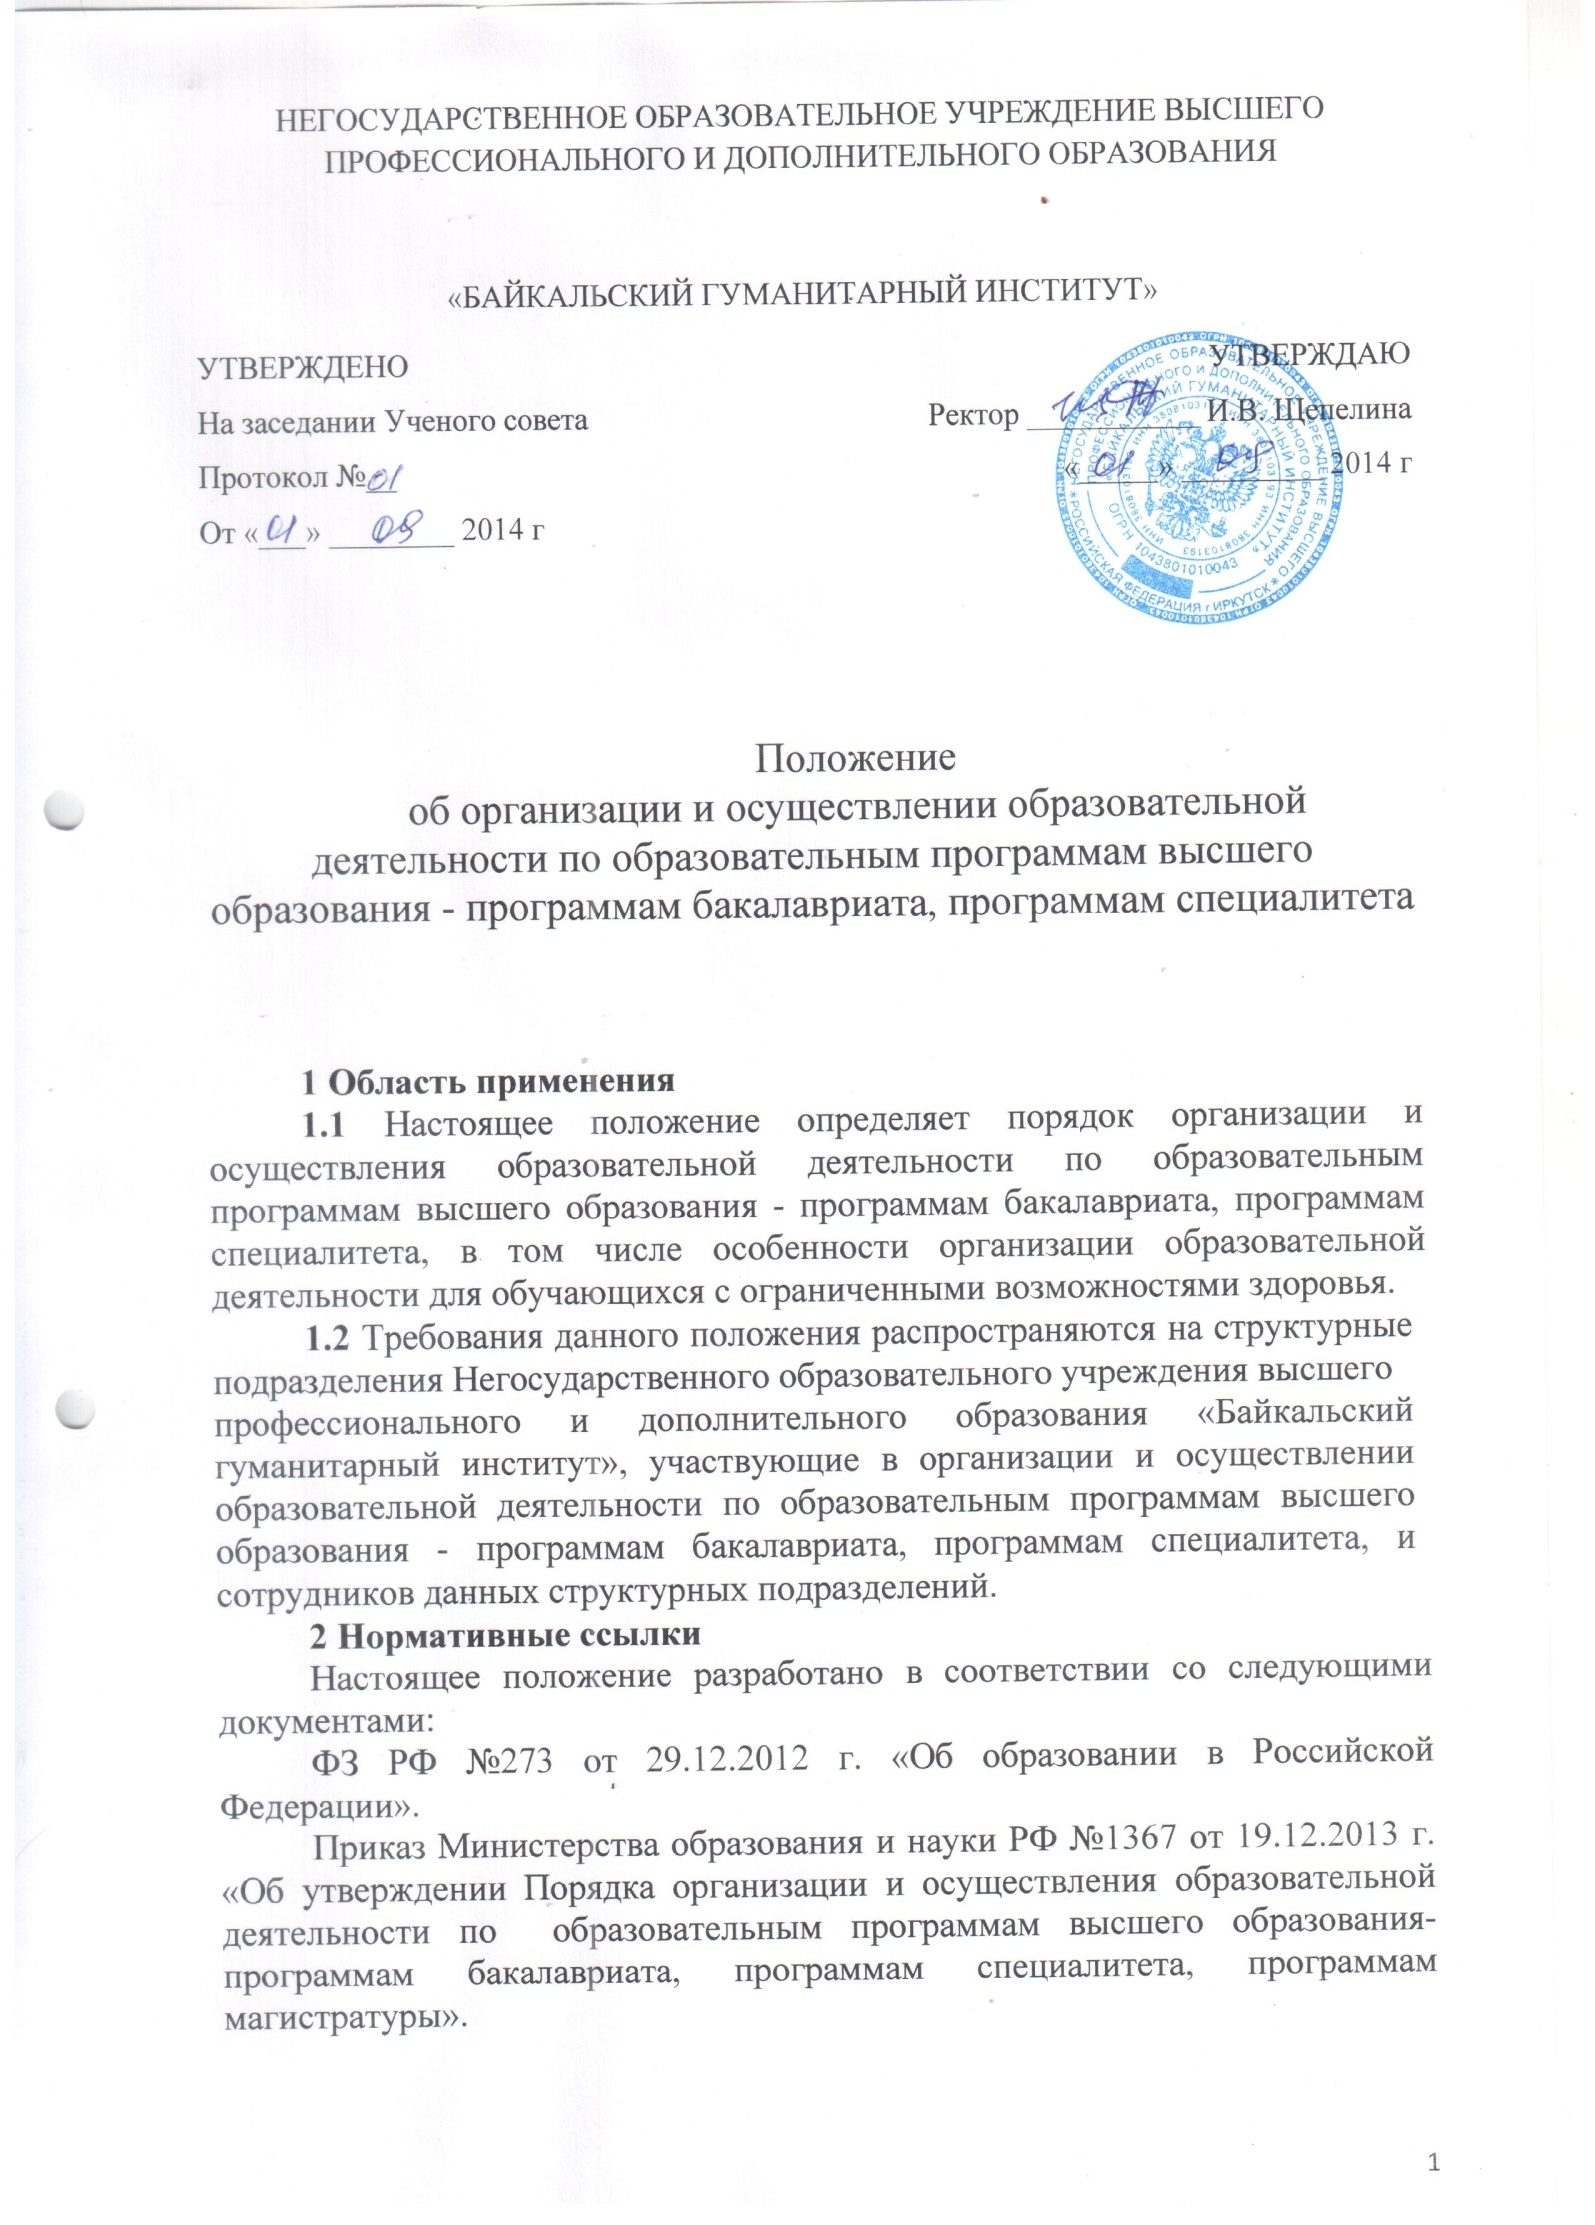 НЕГОСУДАРСТВЕННОЕ ОБРАЗОВАТЕЛЬНОЕ УЧРЕЖДЕНИЕ ВЫСШЕГО
ПРОФЕССИОНАЛЬНОГО И ДОПОЛНИТЕЛЬНОГО ОБРАЗОВАНИЯ
«БАЙКАЛЬСКИЙ ГУМАНИТАРНЫЙ ИНСТИТУТ»
УТВЕРЖДЕНО
На заседании Ученого совета
Протокол №01
От «01» 09 2014 г
УТВЕРЖДАЮ
Ректор ____________ И.В. Щепелина
«01» 09 2014 г
ОГРН 1043801010043
РОССИЙСКАЯ ФЕДЕРАЦИЯ г.ИРКУТСК
Положение
об организации и осуществлении образовательной
деятельности по образовательным программам высшего
образования - программам бакалавриата, программам специалитета
1 Область применения
1.1 Настоящее положение определяет порядок организации и
осуществления образовательной деятельности по образовательным
программам высшего образования - программам бакалавриата, программам
специалитета, в том числе особенности организации образовательной
деятельности для обучающихся с ограниченными возможностями здоровья.
1.2 Требования данного положения распространяются на структурные
подразделения Негосударственного образовательного учреждения высшего
профессионального и дополнительного образования «Байкальский
гуманитарный институт», участвующие в организации и осуществлении
образовательной деятельности по образовательным программам высшего
образования - программам бакалавриата, программам специалитета, и
сотрудников данных структурных подразделений.
2 Нормативные ссылки
Настоящее положение разработано в соответствии со следующими
документами:
ФЗ РФ №273 от 29.12.2012 г. «Об образовании в Российской
Федерации».
Приказ Министерства образования и науки РФ №1367 от 19.12.2013 г.
«Об утверждении Порядка организации и осуществления образовательной
деятельности по образовательным программам высшего образования-
программам бакалавриата, программам специалитета, программам
магистратуры».
1